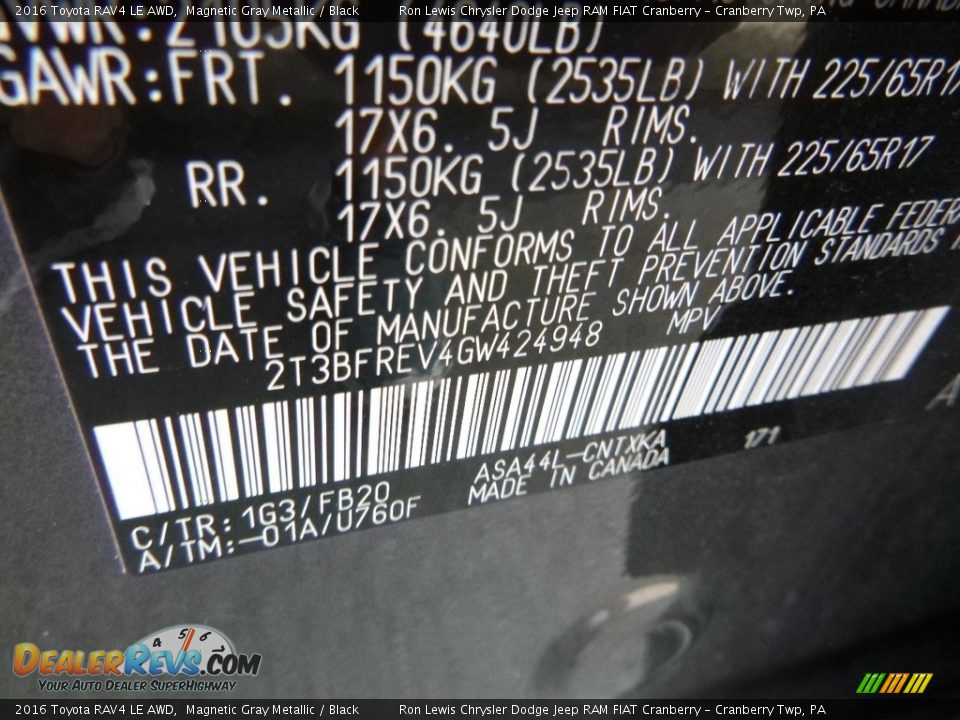 2016 Toyota RAV4 LE AWD, Magnetic Gray Metallic / Black Ron Lewis Chrysler Dodge Jeep RAM FIAT Cranberry – Cranberry Twp, PA
(4640LB)
GAWR:FRT. 1150KG (2535LB) WITH 225/65R17
17X6. 5J RIMS.
RR. 1150KG (2535LB) WITH 225/65R17
17X6. 5J RIMS.
THIS VEHICLE CONFORMS TO ALL APPLICABLE FEDER
VEHICLE SAFETY AND THEFT PREVENTION STANDARDS
THE DATE OF MANUFACTURE SHOWN ABOVE.
2T3BFREV4GW424948 MPV
ASA44L-CNTXKA 171
MADE IN CANADA
C/TR:1G3/FB20
A/TM:-01A/U760F
4 5 6
DEALERREVS.COM
YOUR AUTO DEALER SUPERHIGHWAY
2016 Toyota RAV4 LE AWD, Magnetic Gray Metallic / Black Ron Lewis Chrysler Dodge Jeep RAM FIAT Cranberry – Cranberry Twp, PA